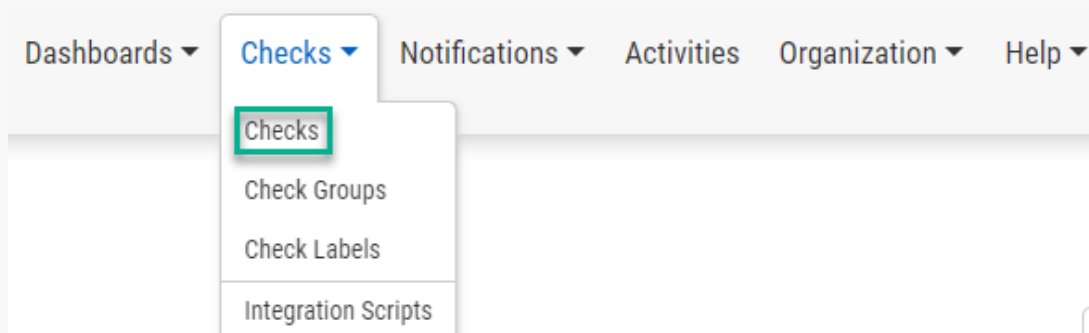 Dashboards Checks Notifications Activities Organization Help
Checks
Check Groups
Check Labels
Integration Scripts